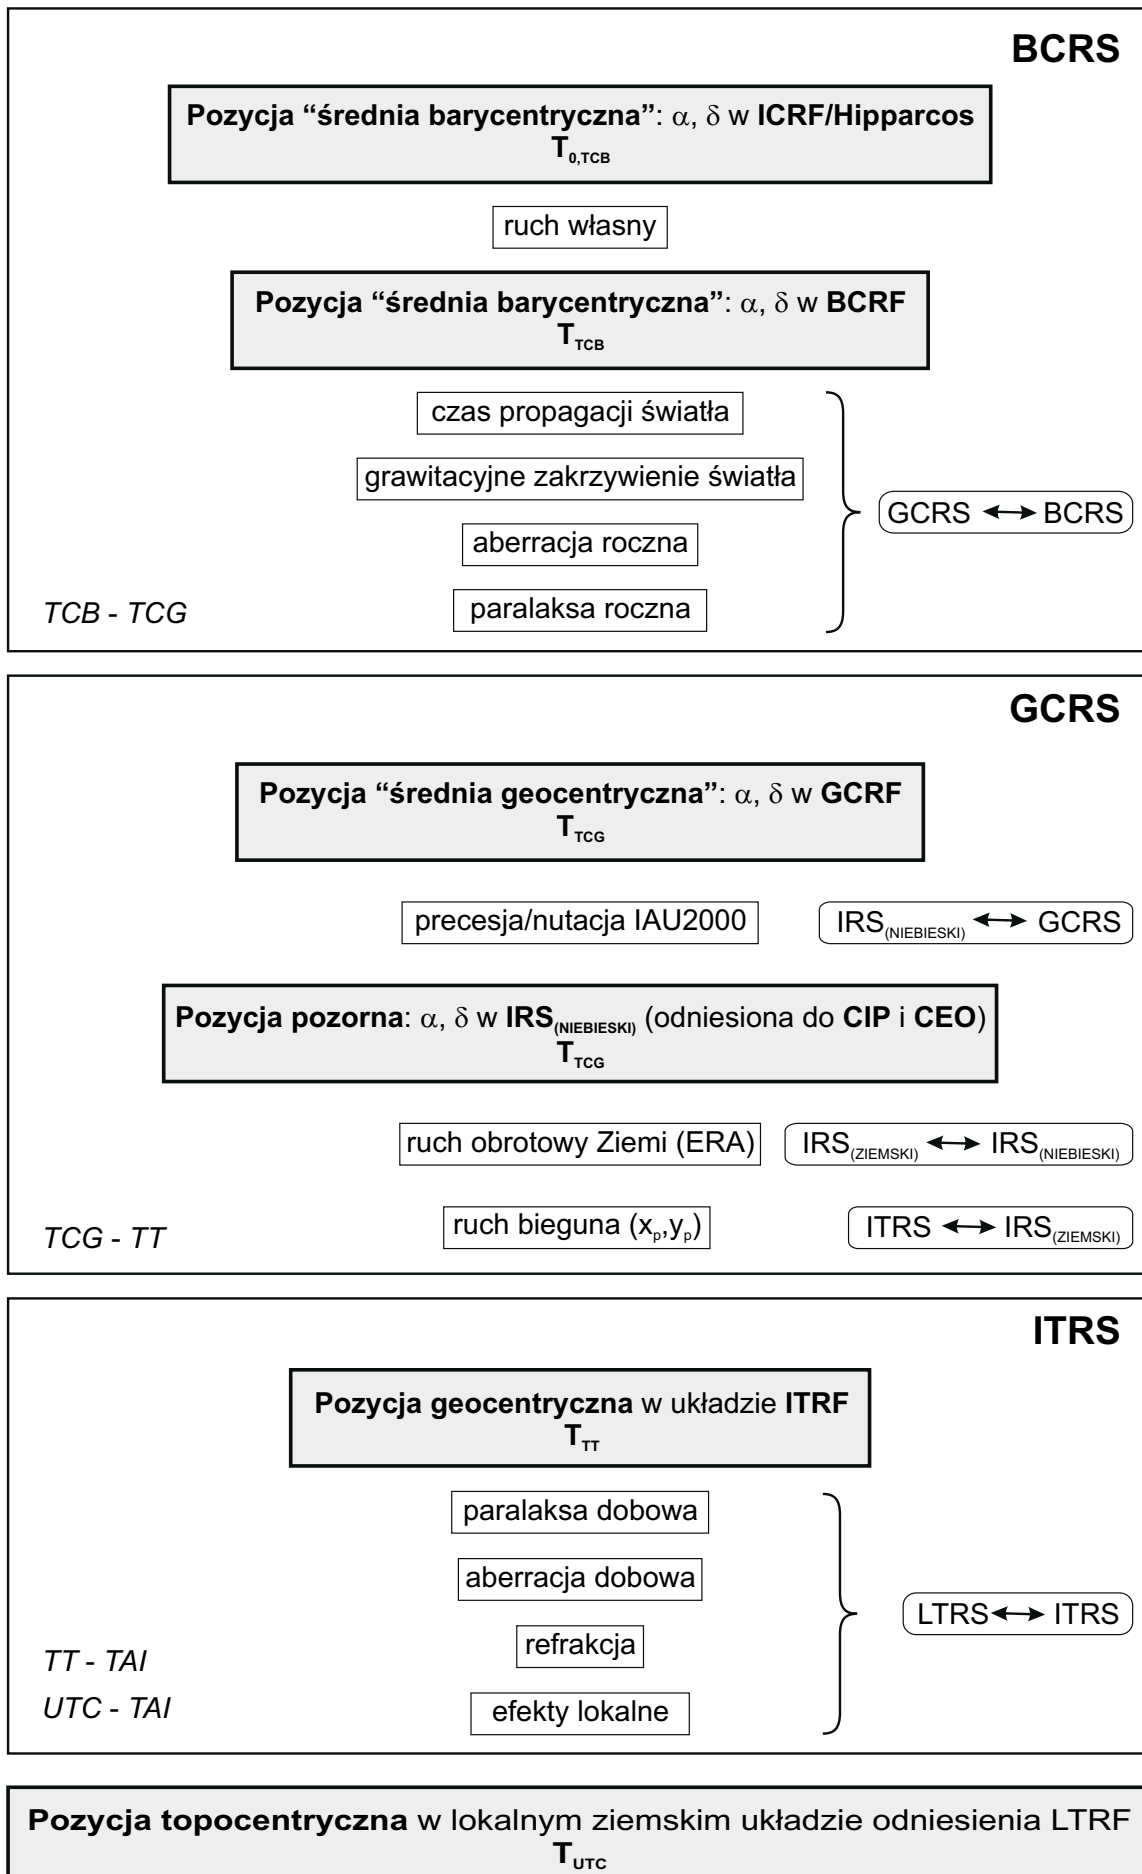 BCRS
Pozycja “średnia barycentryczna”: α, δ w ICRF/Hipparcos
T0,TCB
ruch własny
Pozycja “średnia barycentryczna”: α, δ w BCRF
TTCB
czas propagacji światła
grawitacyjne zakrzywienie światła
GCRS ↔ BCRS
aberracja roczna
paralaksa roczna
TCB - TCG
GCRS
Pozycja “średnia geocentryczna”: α, δ w GCRF
TTCG
precesja/nutacja IAU2000
IRS(NIEBIESKI) ↔ GCRS
Pozycja pozorna: α, δ w IRS(NIEBIESKI) (odniesiona do CIP i CEO)
TTCG
ruch obrotowy Ziemi (ERA)
IRS(ZIEMSKI) ↔ IRS(NIEBIESKI)
ruch bieguna (xp,yp)
ITRS ↔ IRS(ZIEMSKI)
TCG - TT
ITRS
Pozycja geocentryczna w układzie ITRF
TTT
paralaksa dobowa
aberracja dobowa
LTRS ↔ ITRS
refrakcja
efekty lokalne
TT - TAI
UTC - TAI
Pozycja topocentryczna w lokalnym ziemskim układzie odniesienia LTRF
TUTC